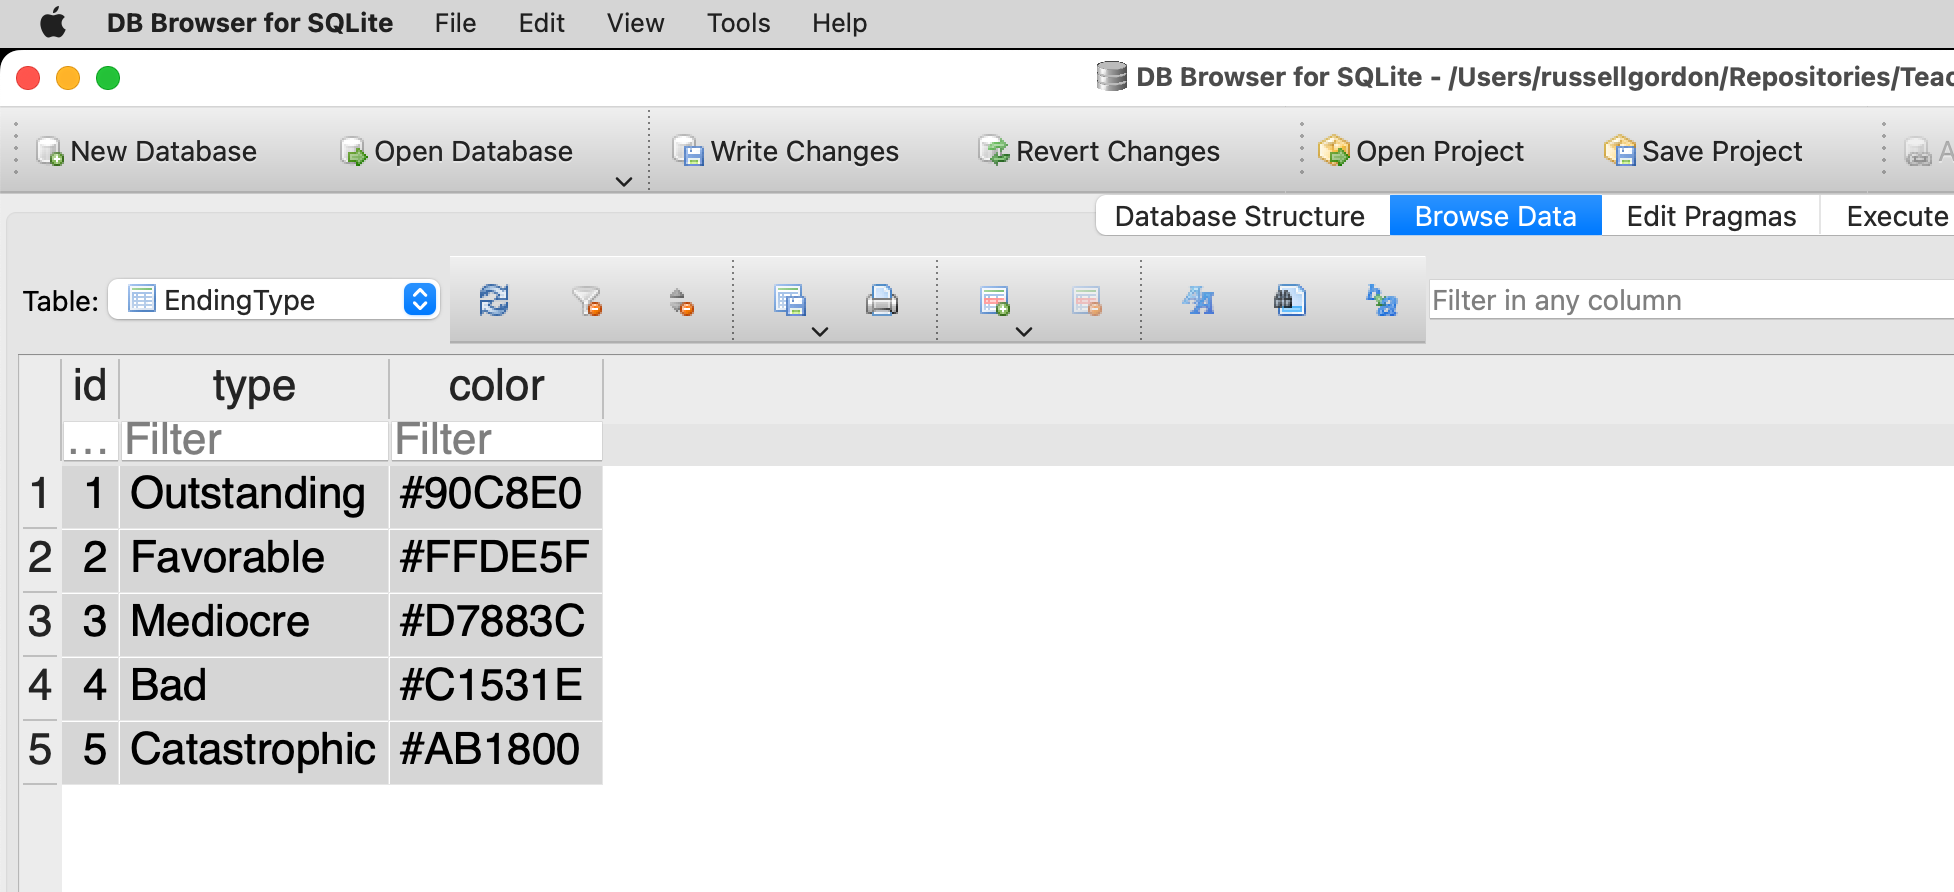 DB Browser for SQLite File Edit View Tools Help
DB Browser for SQLite - /Users/russellgordon/Repositories/Teac
New Database Open Database Write Changes Revert Changes Open Project Save Project A
Database Structure Browse Data Edit Pragmas Execute
Table: EndingType Filter in any column
id type color
... Filter Filter
1 1 Outstanding #90C8E0
2 2 Favorable #FFDE5F
3 3 Mediocre #D7883C
4 4 Bad #C1531E
5 5 Catastrophic #AB1800